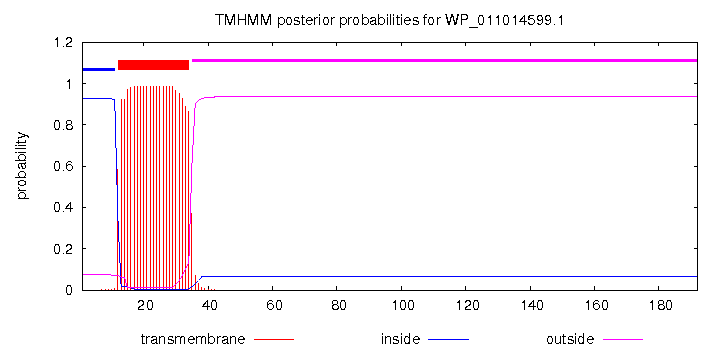 TMHMM posterior probabilities for WP_011014599.1
1.2
1
0.8
0.6
0.4
0.2
0
probability
20 40 60 80 100 120 140 160 180
transmembrane inside outside